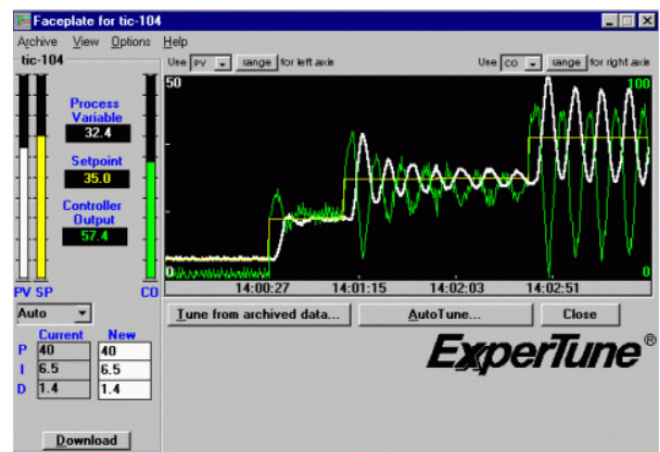 Faceplate for tic-104
Archive View Options Help
tic-104
Use PV range for left axis
Use CO range for right axis
50
100
Process
Variable
32.4
Setpoint
35.0
Controller
Output
57.4
0
0
14:00:27 14:01:15 14:02:03 14:02:51
PV SP CO
Auto
Tune from archived data... AutoTune... Close
Current New
P 40 40
I 6.5 6.5
D 1.4 1.4
Download
ExperTune®